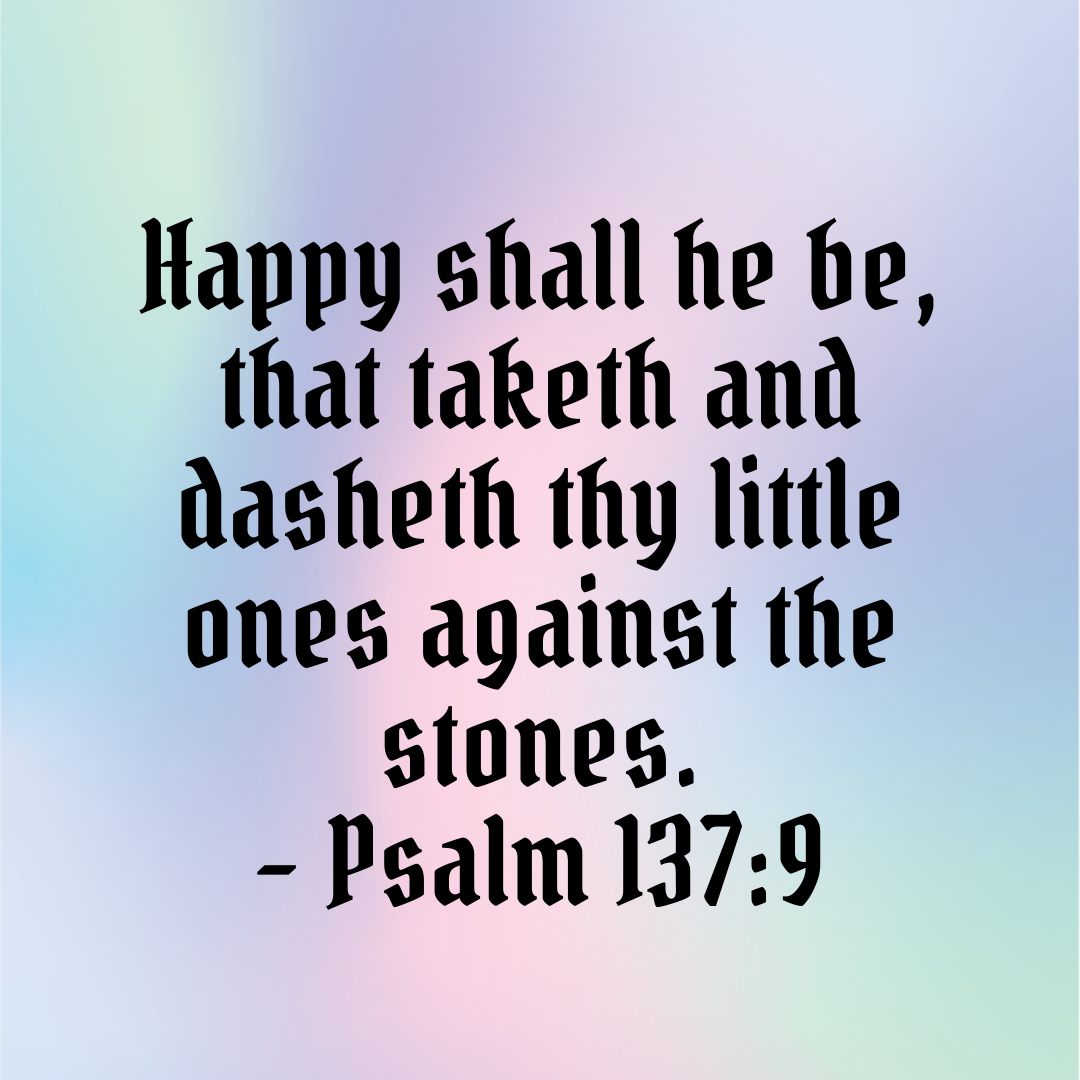 Happy shall he be,
that taketh and
dasheth thy little
ones against the
stones.
- Psalm 137:9